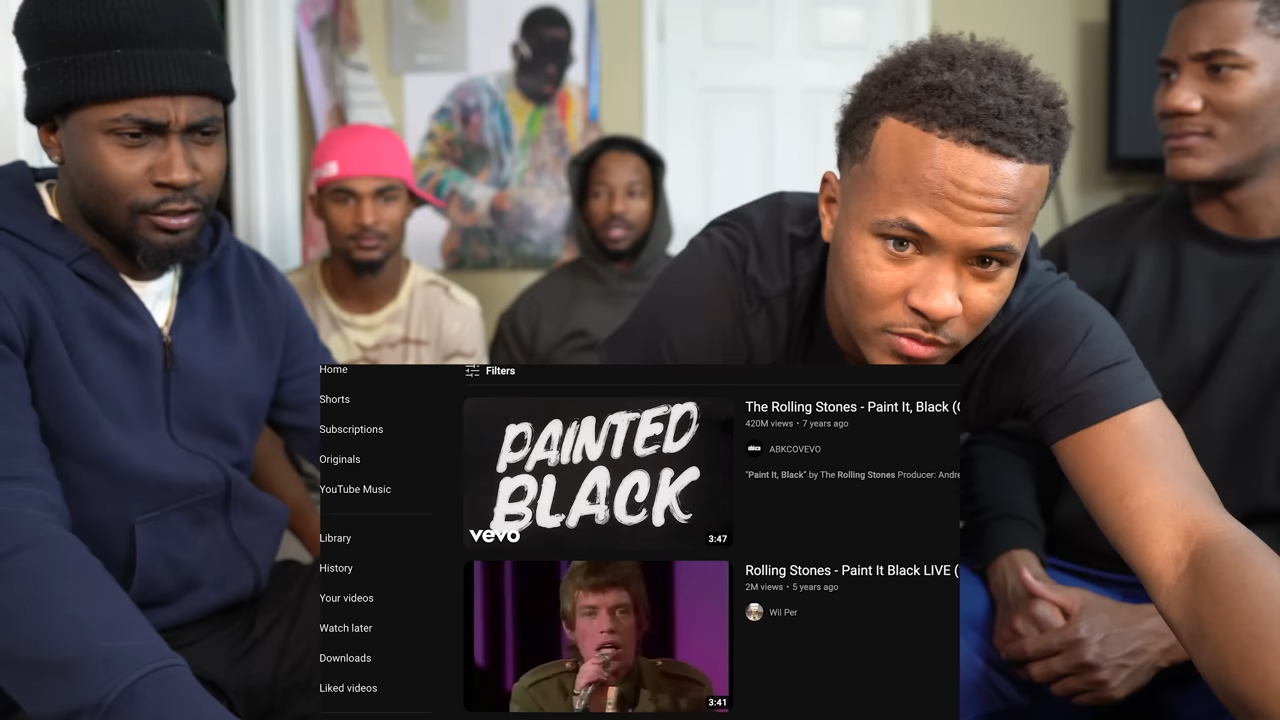 Home
Shorts
Subscriptions
Originals
YouTube Music
Library
History
Your videos
Watch later
Downloads
Liked videos
Filters
PAINTED
BLACK
vevo
3:47
The Rolling Stones - Paint It, Black (
420M views • 7 years ago
ABKCOVEVO
"Paint It, Black" by The Rolling Stones Producer: Andre
3:41
Rolling Stones - Paint It Black LIVE (
2M views • 5 years ago
Wil Per